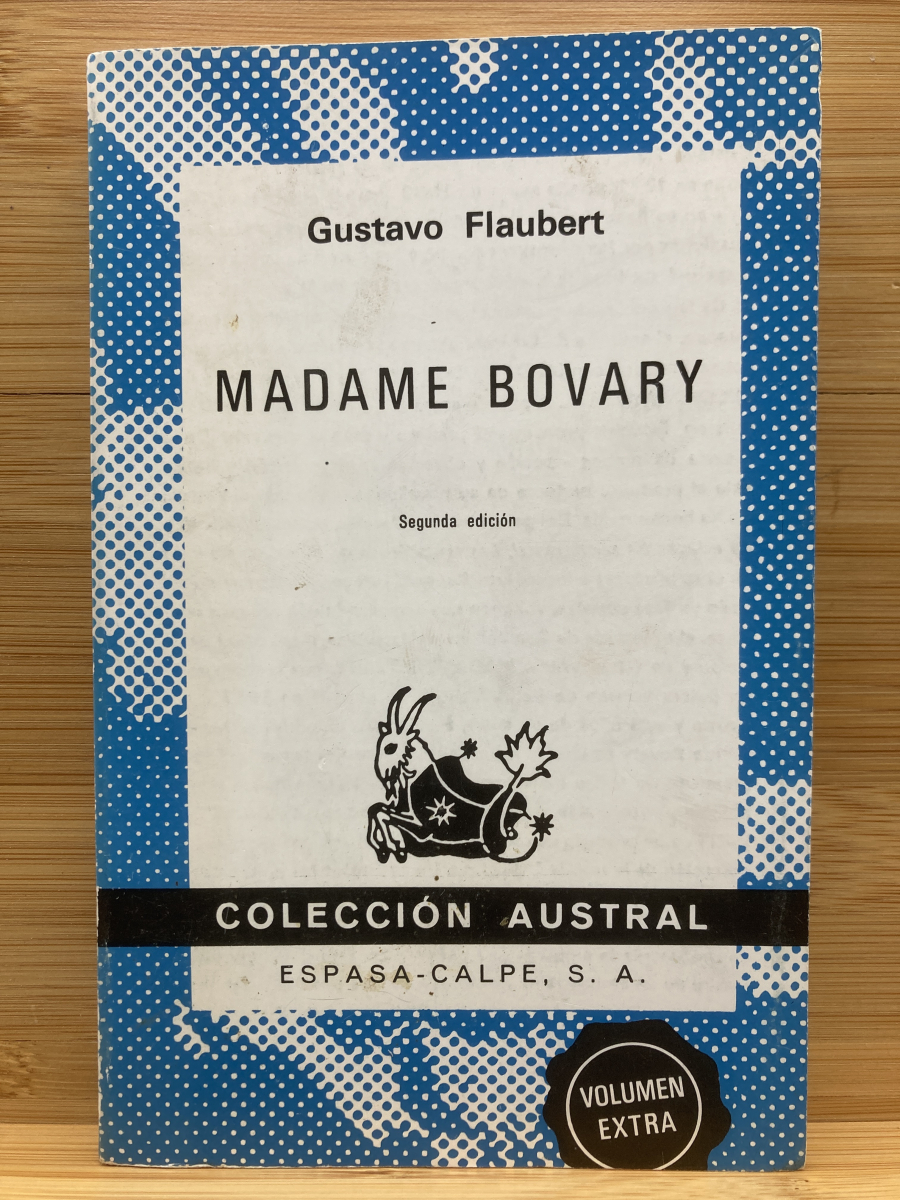 Gustavo Flaubert
MADAME BOVARY
Segunda edición
COLECCIÓN AUSTRAL
ESPASA-CALPE, S. A.
VOLUMEN
EXTRA